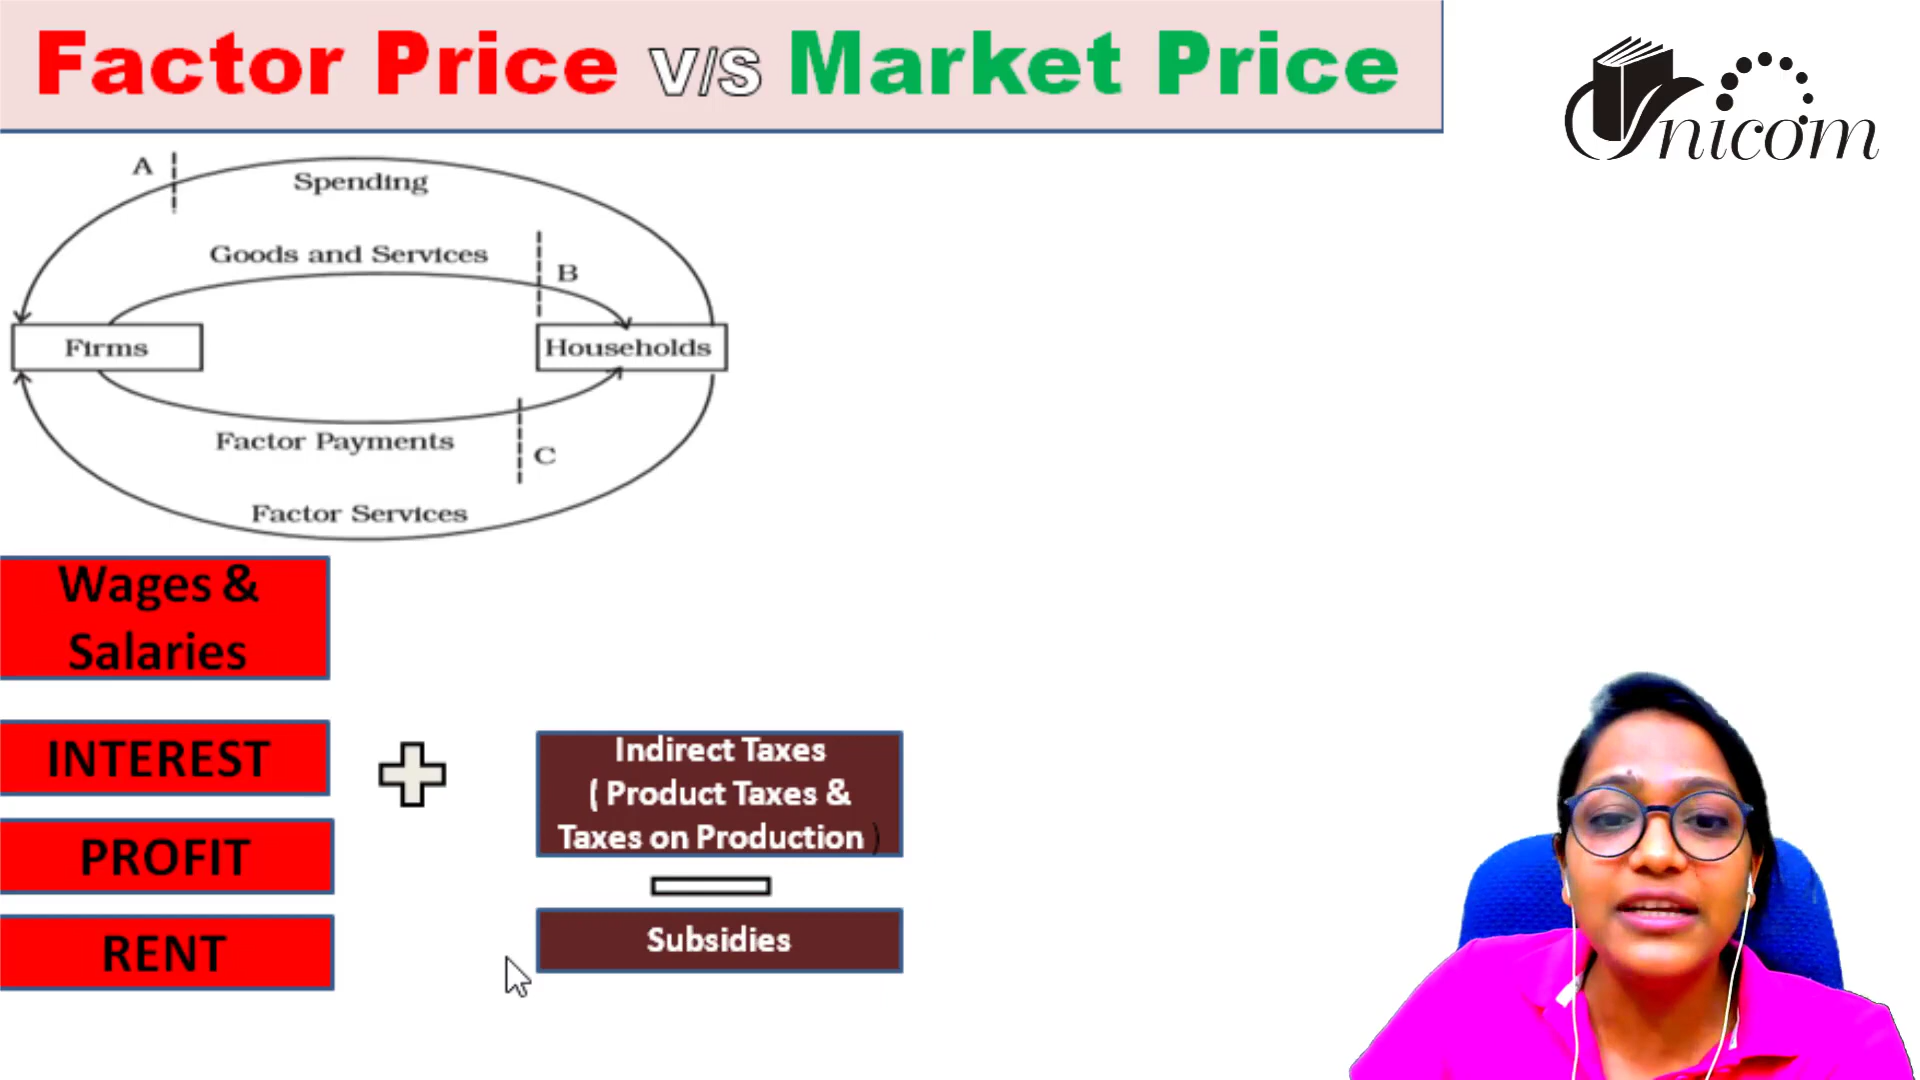 Factor Price V/S Market Price
Unicom
A
Spending
Goods and Services
B
Firms
Households
Factor Payments
C
Factor Services
Wages &
Salaries
INTEREST
PROFIT
RENT
Indirect Taxes
( Product Taxes &
Taxes on Production )
Subsidies